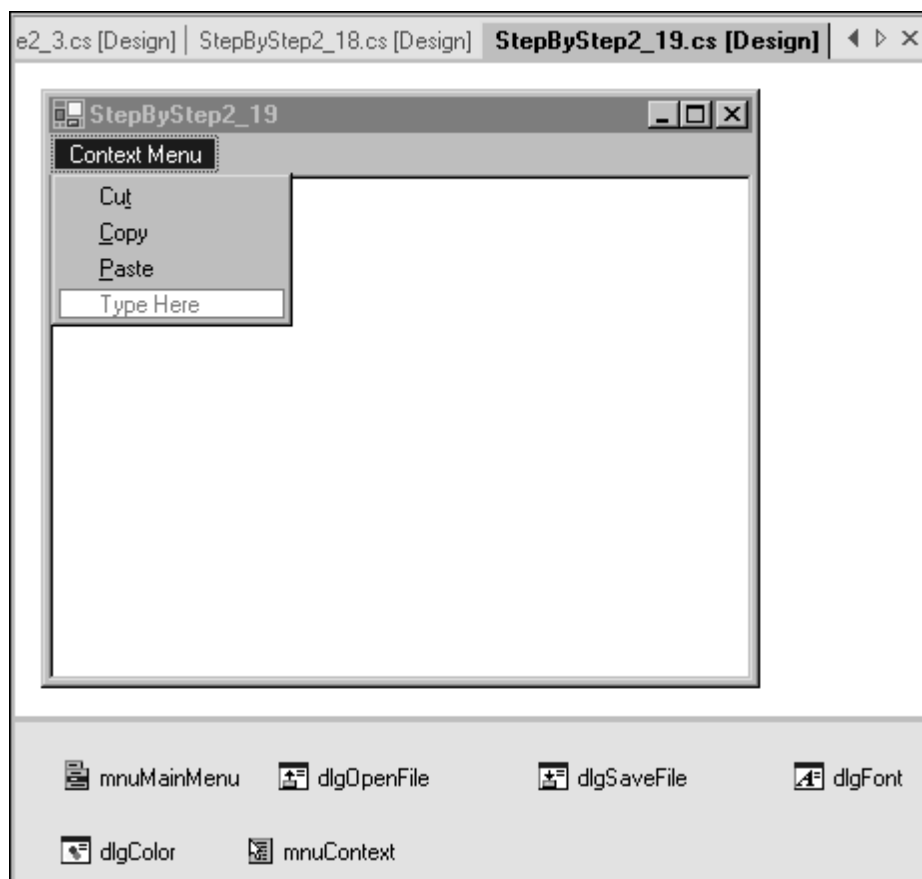 e2_3.cs [Design] StepByStep2_18.cs [Design] StepByStep2_19.cs [Design]
StepByStep2_19
Context Menu
Cut
Copy
Paste
Type Here
mnuMainMenu dlgOpenFile dlgSaveFile dlgFont
dlgColor mnuContext